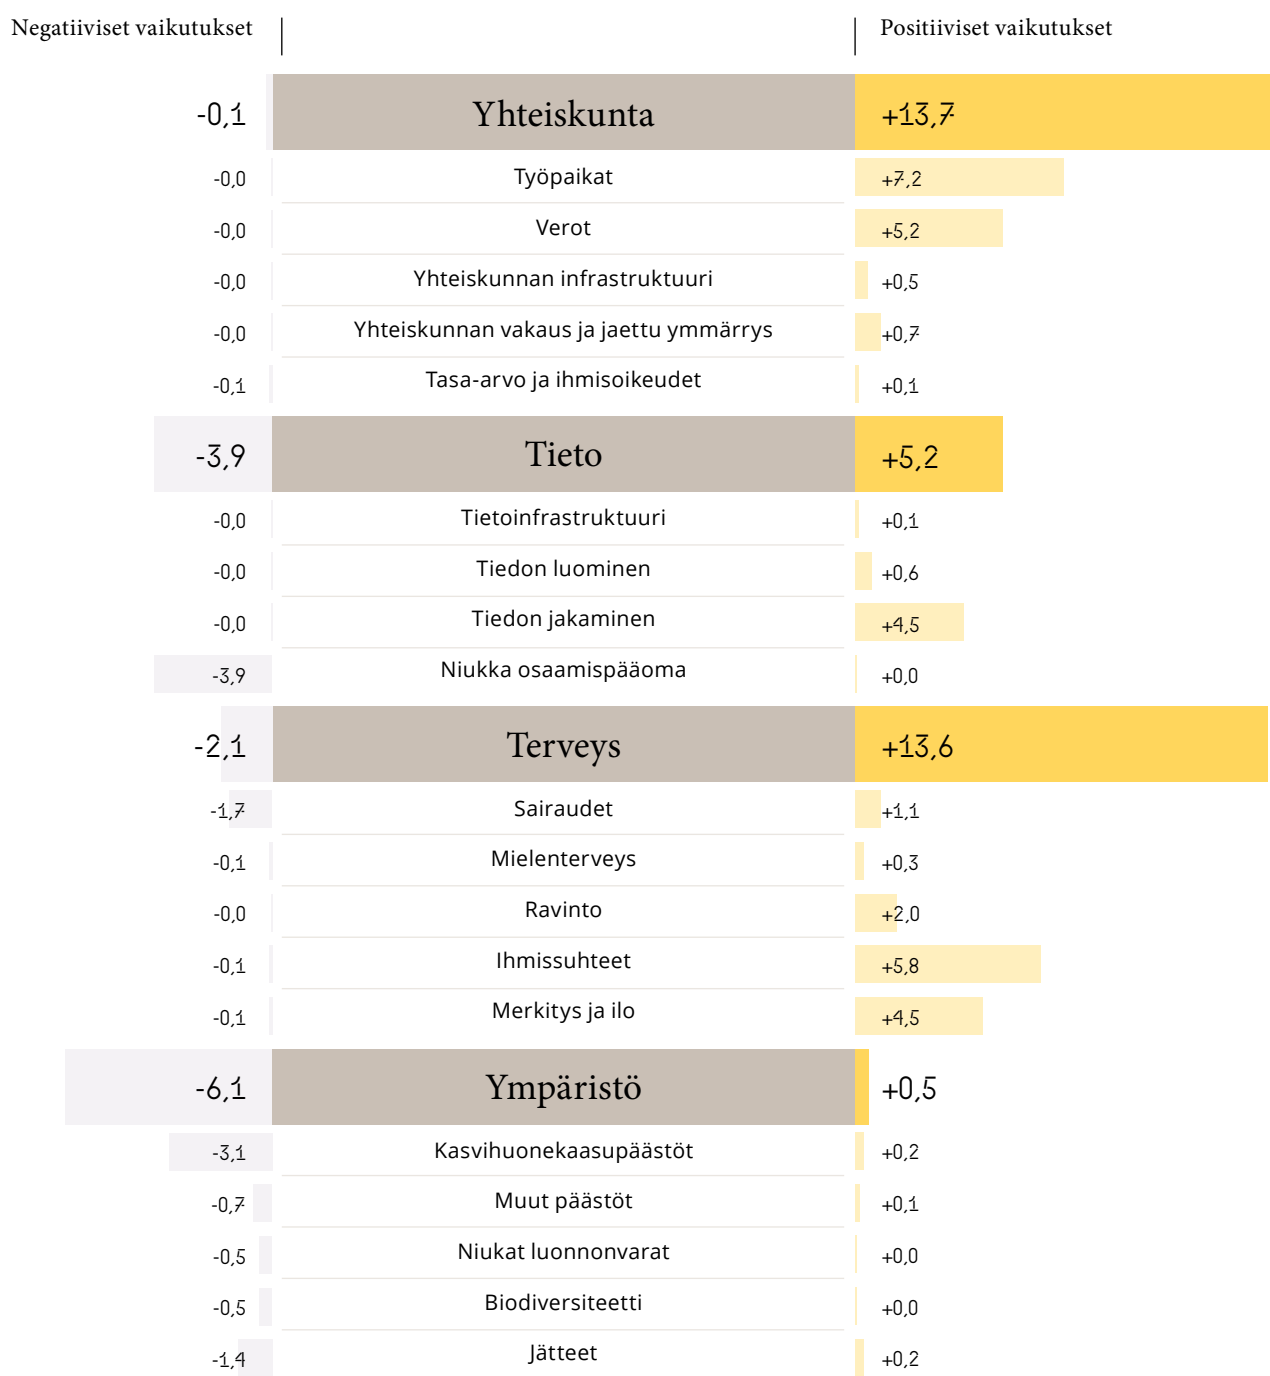 Negatiiviset vaikutukset
Positiiviset vaikutukset
-0,1 Yhteiskunta +13,7
-0,0 Työpaikat +7,2
-0,0 Verot +5,2
-0,0 Yhteiskunnan infrastruktuuri +0,5
-0,0 Yhteiskunnan vakaus ja jaettu ymmärrys +0,7
-0,1 Tasa-arvo ja ihmisoikeudet +0,1
-3,9 Tieto +5,2
-0,0 Tietoinfrastruktuuri +0,1
-0,0 Tiedon luominen +0,6
-0,0 Tiedon jakaminen +4,5
-3,9 Niukka osaamispääoma +0,0
-2,1 Terveys +13,6
-1,7 Sairaudet +1,1
-0,1 Mielenterveys +0,3
-0,0 Ravinto +2,0
-0,1 Ihmissuhteet +5,8
-0,1 Merkitys ja ilo +4,5
-6,1 Ympäristö +0,5
-3,1 Kasvihuonekaasupäästöt +0,2
-0,7 Muut päästöt +0,1
-0,5 Niukat luonnonvarat +0,0
-0,5 Biodiversiteetti +0,0
-1,4 Jätteet +0,2